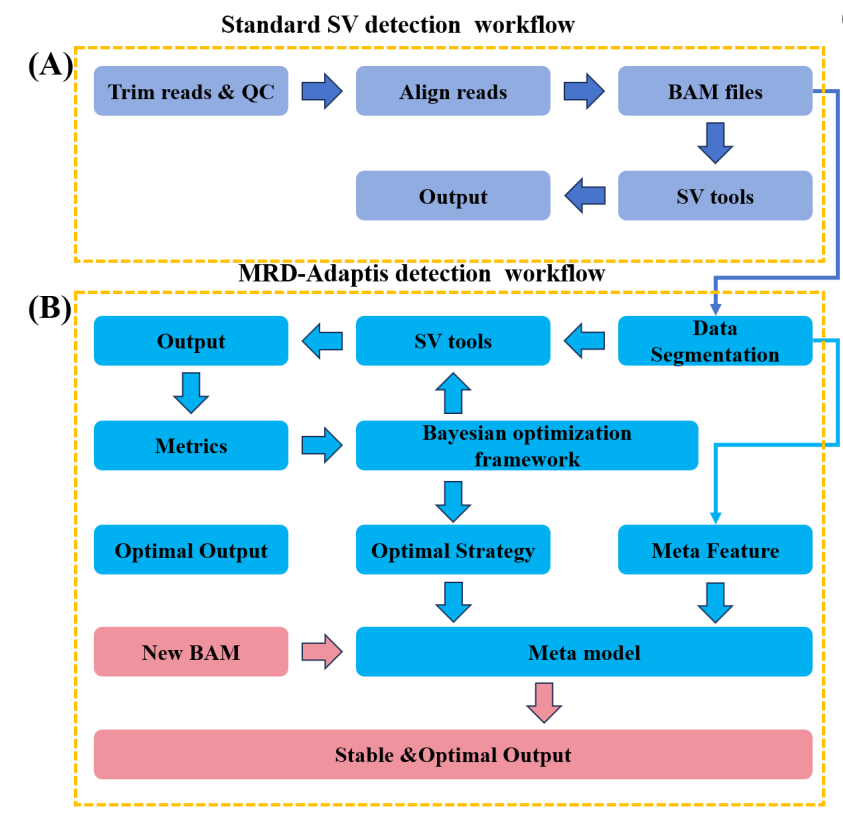 Standard SV detection workflow
(A)
Trim reads & QC
Align reads
BAM files
Output
SV tools
MRD-Adaptis detection workflow
(B)
Output
SV tools
Data
Segmentation
Metrics
Bayesian optimization
framework
Optimal Output
Optimal Strategy
Meta Feature
New BAM
Meta model
Stable &Optimal Output